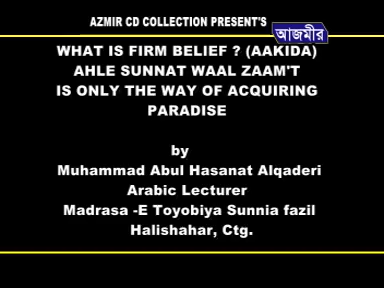 AZMIR CD COLLECTION PRESENT'S
আজমীর
WHAT IS FIRM BELIEF ? (AAKIDA)
AHLE SUNNAT WAAL ZAAM'T
IS ONLY THE WAY OF ACQUIRING
PARADISE
by
Muhammad Abul Hasanat Alqaderi
Arabic Lecturer
Madrasa -E Toyobiya Sunnia fazil
Halishahar, Ctg.